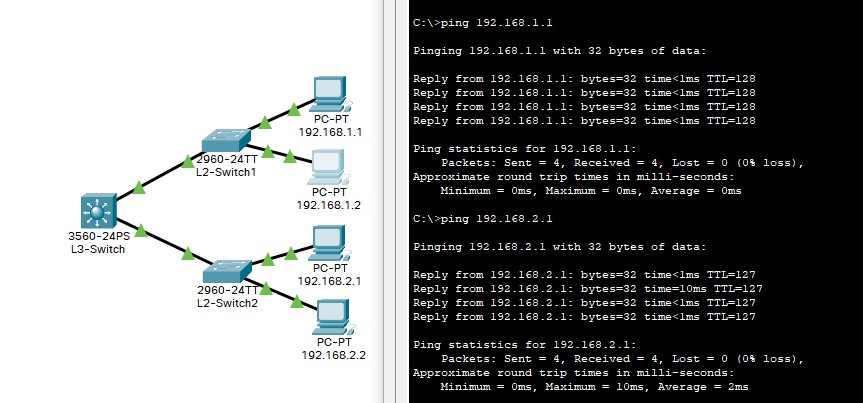 PC-PT
192.168.1.1
2960-24TT
L2-Switch1
PC-PT
192.168.1.2
3560-24PS
L3-Switch
PC-PT
192.168.2.1
2960-24TT
L2-Switch2
PC-PT
192.168.2.2
C:\>ping 192.168.1.1
Pinging 192.168.1.1 with 32 bytes of data:
Reply from 192.168.1.1: bytes=32 time<1ms TTL=128
Reply from 192.168.1.1: bytes=32 time<1ms TTL=128
Reply from 192.168.1.1: bytes=32 time<1ms TTL=128
Reply from 192.168.1.1: bytes=32 time<1ms TTL=128
Ping statistics for 192.168.1.1:
Packets: Sent = 4, Received = 4, Lost = 0 (0% loss),
Approximate round trip times in milli-seconds:
Minimum = 0ms, Maximum = 0ms, Average = 0ms
C:\>ping 192.168.2.1
Pinging 192.168.2.1 with 32 bytes of data:
Reply from 192.168.2.1: bytes=32 time<1ms TTL=127
Reply from 192.168.2.1: bytes=32 time=10ms TTL=127
Reply from 192.168.2.1: bytes=32 time<1ms TTL=127
Reply from 192.168.2.1: bytes=32 time<1ms TTL=127
Ping statistics for 192.168.2.1:
Packets: Sent = 4, Received = 4, Lost = 0 (0% loss),
Approximate round trip times in milli-seconds:
Minimum = 0ms, Maximum = 10ms, Average = 2ms